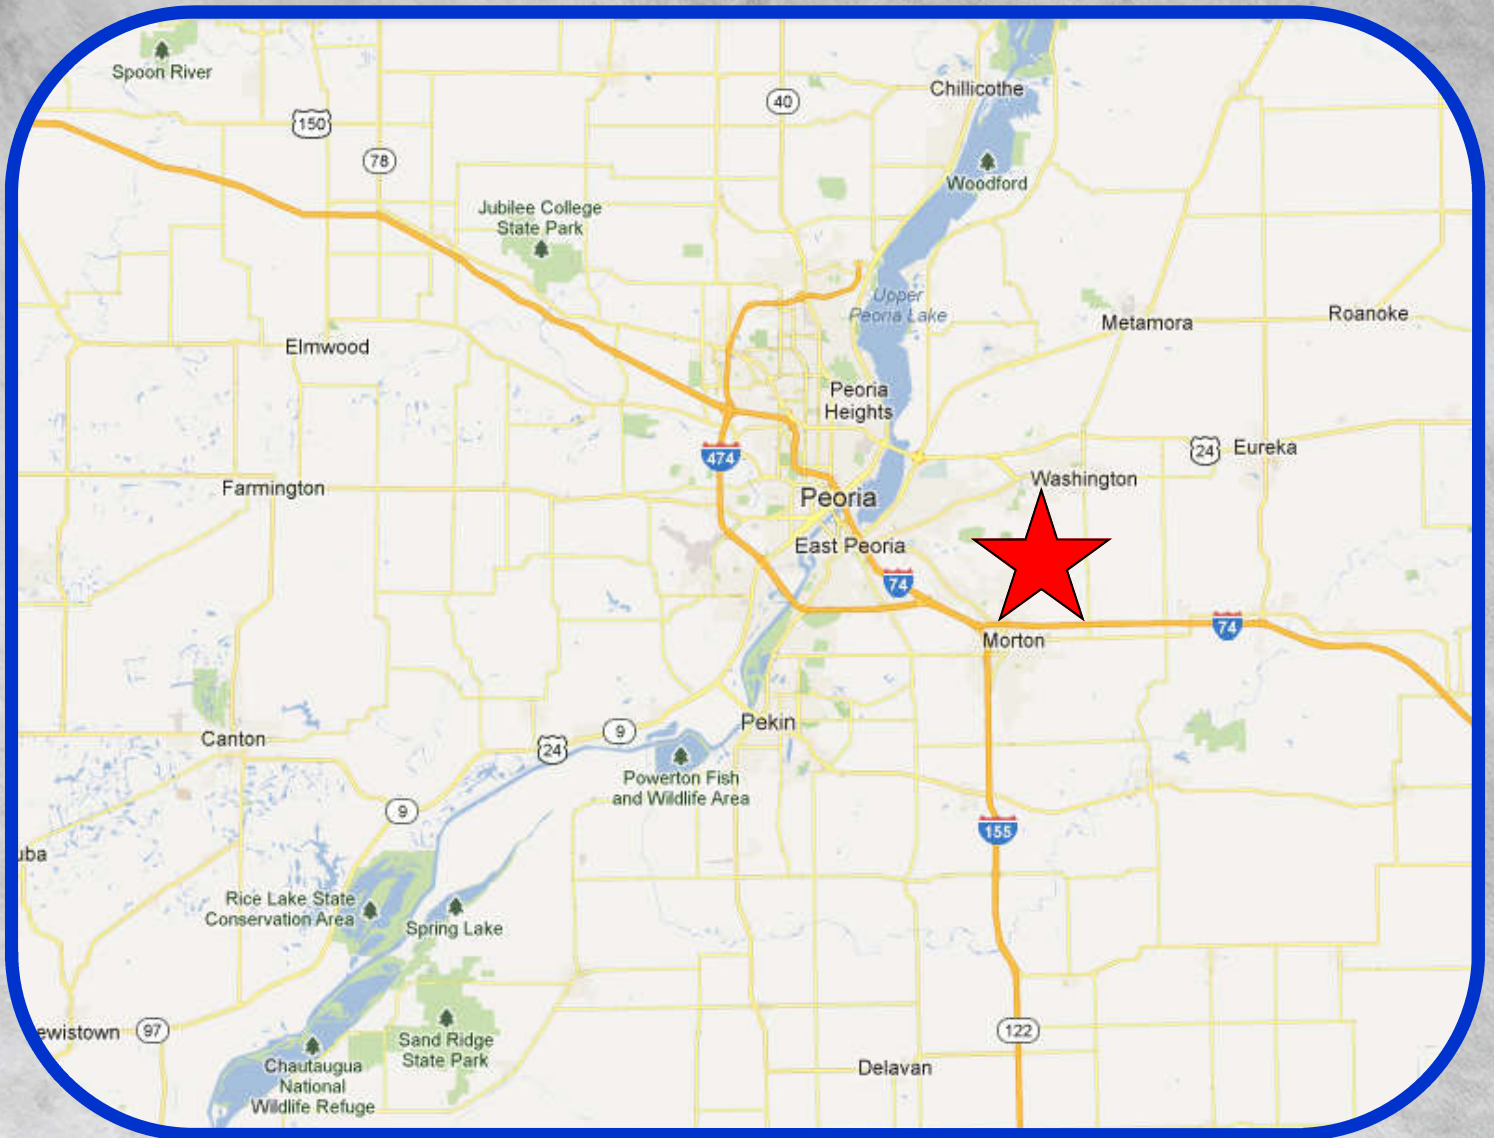 Spoon River
150
78
40
Chillicothe
Woodford
Jubilee College
State Park
Upper
Peoria Lake
Metamora
Roanoke
Elmwood
Peoria
Heights
474
24
Eureka
Washington
Farmington
Peoria
East Peoria
74
74
Morton
Canton
24
9
Pekin
Powerton Fish
and Wildlife Area
9
155
uba
Rice Lake State
Conservation Area
Spring Lake
ewistown
97
Sand Ridge
State Park
122
Chautaugua
National
Wildlife Refuge
Delavan